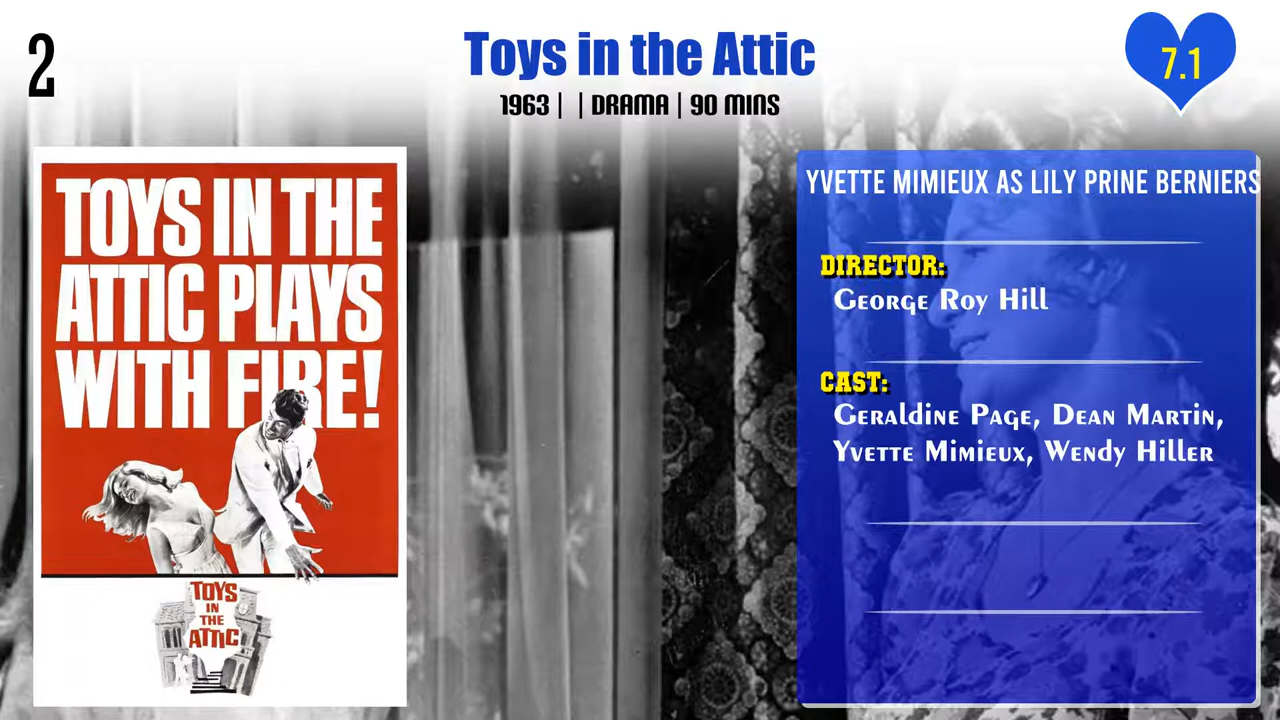 2
Toys in the Attic
7.1
1963 | | DRAMA | 90 MINS
TOYS IN THE
ATTIC PLAYS
WITH FIRE!
TOYS
IN
THE
ATTIC
YVETTE MIMIEUX AS LILY PRINE BERNIERS
DIRECTOR:
George Roy Hill
CAST:
Geraldine Page, Dean Martin,
Yvette Mimieux, Wendy Hiller